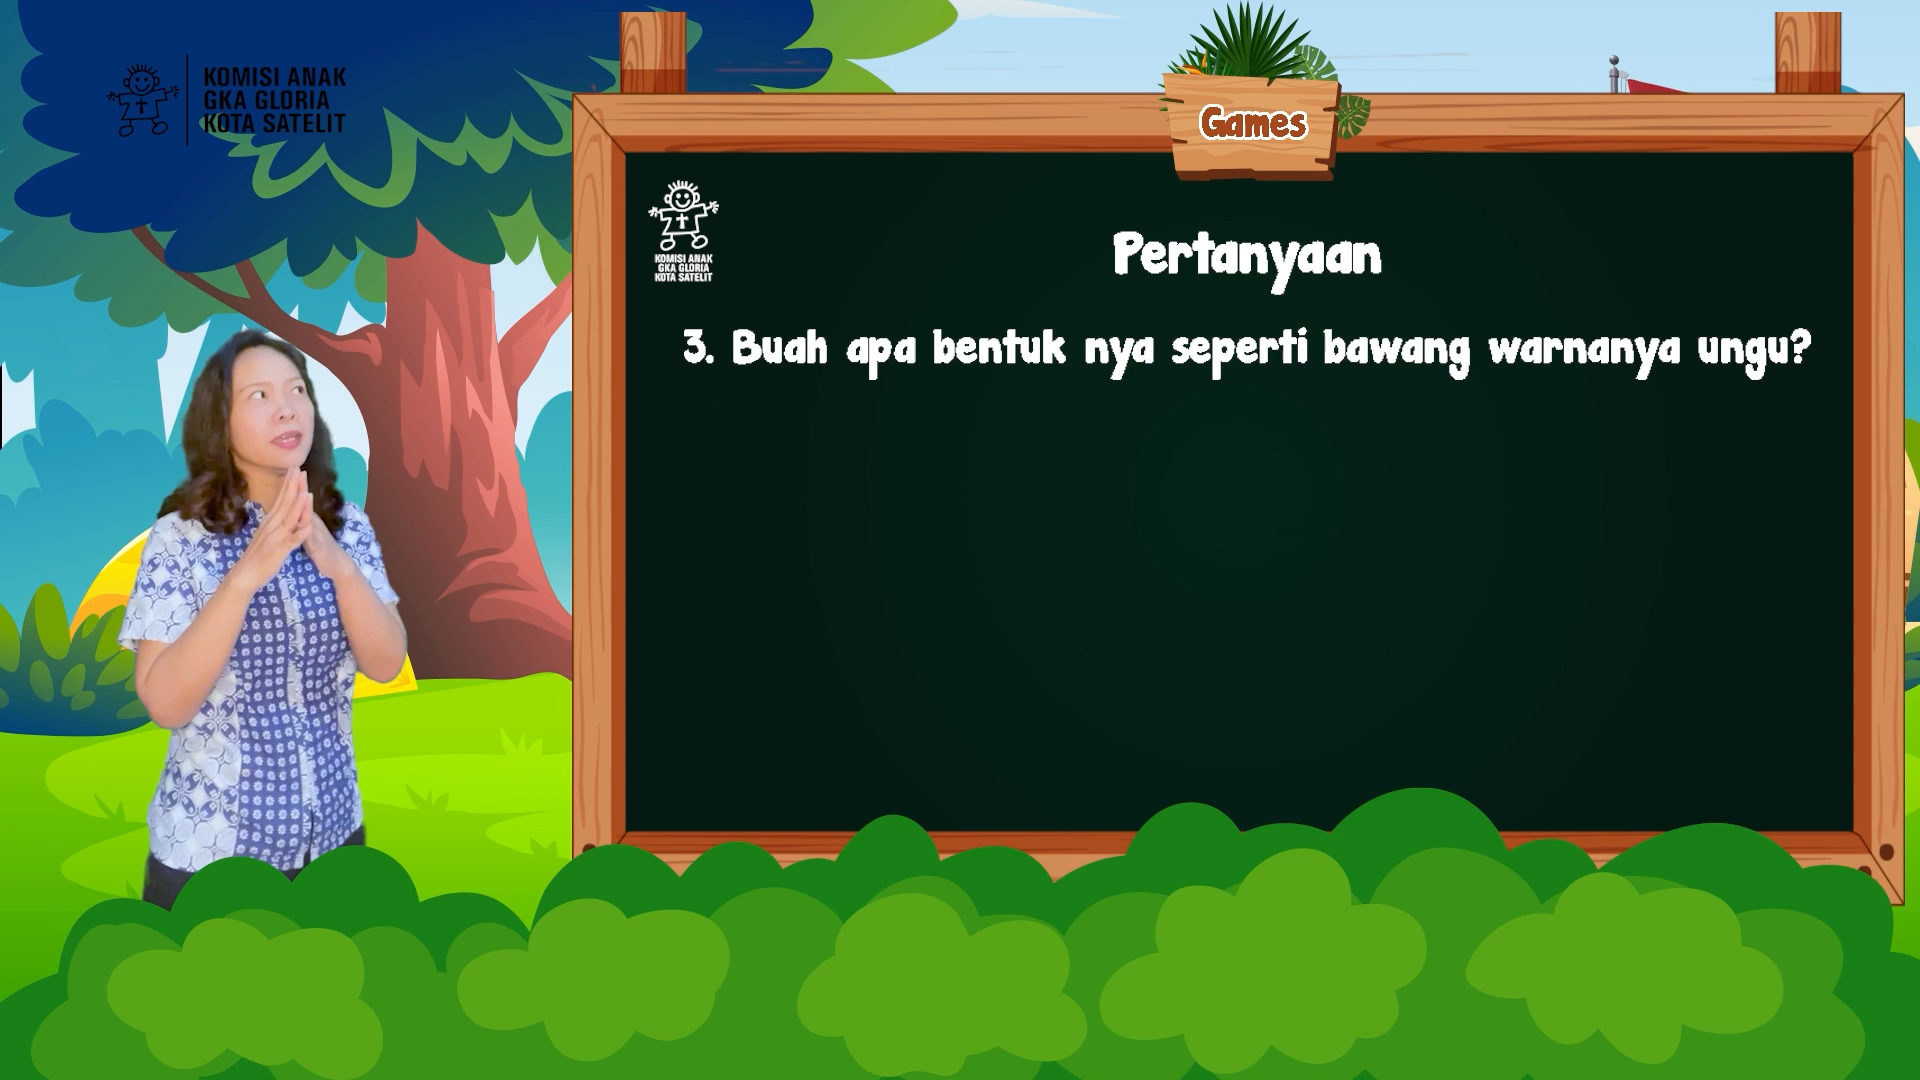 KOMISI ANAK
GKA GLORIA
KOTA SATELIT
Games
KOMISI ANAK
GKA GLORIA
KOTA SATELIT
Pertanyaan
3. Buah apa bentuk nya seperti bawang warnanya ungu?